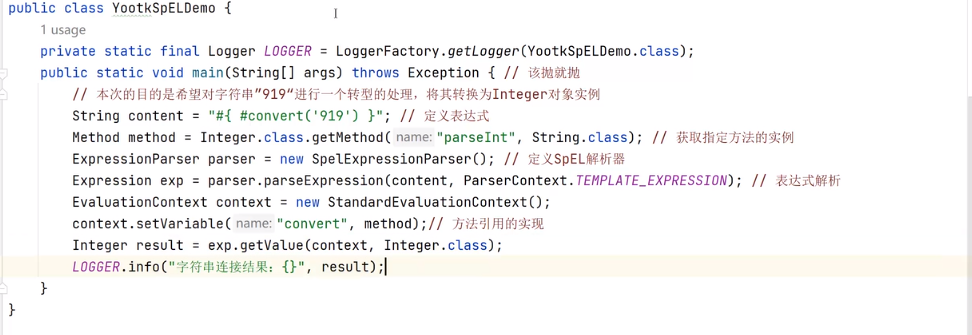 public class YootkSpELDemo {
1 usage
private static final Logger LOGGER = LoggerFactory.getLogger(YootkSpELDemo.class);
public static void main(String[] args) throws Exception { // 该抛就抛
// 本次的目的是希望对字符串”919“进行一个转型的处理，将其转换为Integer对象实例
String content = "#{ #convert('919') }"; // 定义表达式
Method method = Integer.class.getMethod( name: "parseInt", String.class); // 获取指定方法的实例
ExpressionParser parser = new SpelExpressionParser(); // 定义SpEL解析器
Expression exp = parser.parseExpression(content, ParserContext.TEMPLATE_EXPRESSION); // 表达式解析
EvaluationContext context = new StandardEvaluationContext();
context.setVariable( name: "convert", method);// 方法引用的实现
Integer result = exp.getValue(context, Integer.class);
LOGGER.info("字符串连接结果：{}", result);
}
}